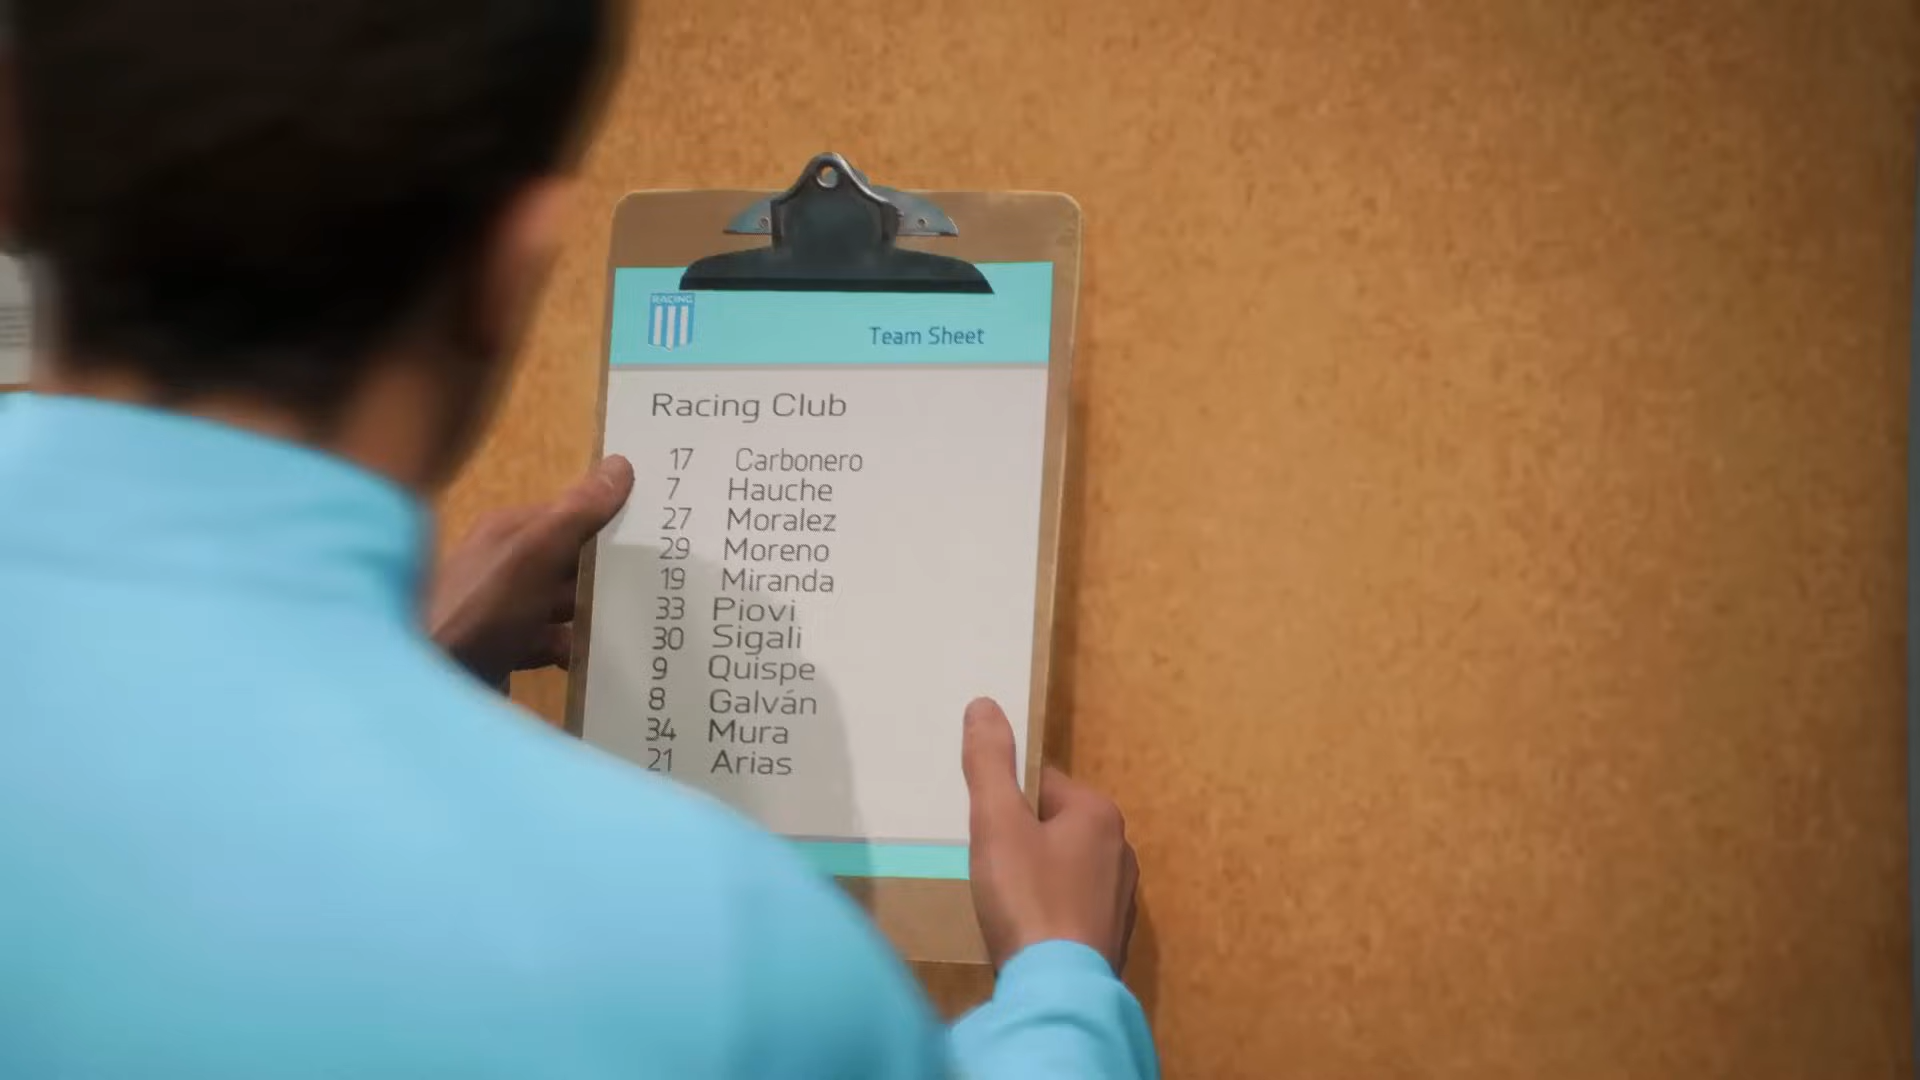 RACING
Team Sheet
Racing Club
17 Carbonero
7 Hauche
27 Moralez
29 Moreno
19 Miranda
33 Piovi
30 Sigali
9 Quispe
8 Galván
34 Mura
21 Arias